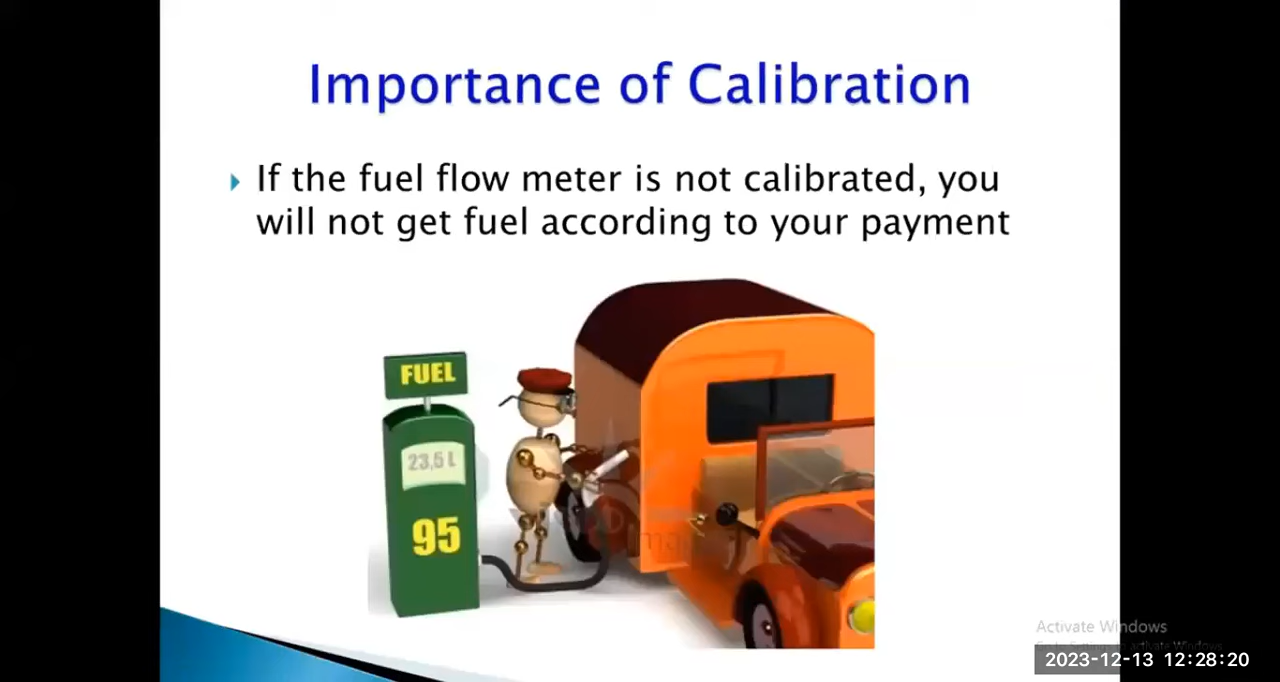 Importance of Calibration
If the fuel flow meter is not calibrated, you
will not get fuel according to your payment
FUEL
23,5 L
95
Activate Windows
2023-12-13 12:28:20